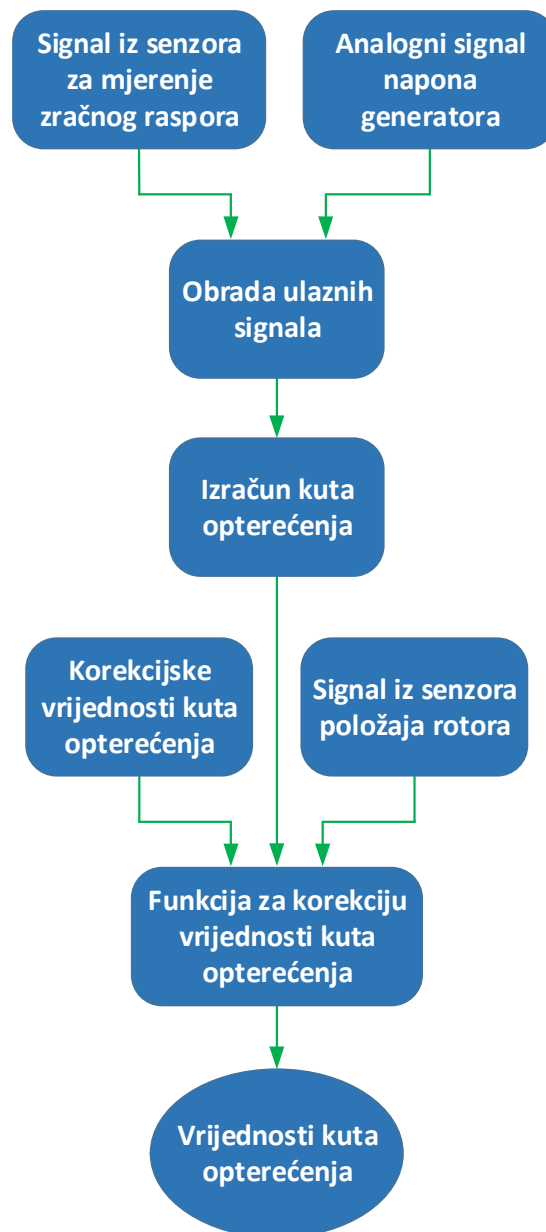 Signal iz senzora
za mjerenje
zračnog raspora
Analogni signal
napona
generatora
Obrada ulaznih
signala
Izračun kuta
opterećenja
Korekcijske
vrijednosti kuta
opterećenja
Signal iz senzora
položaja rotora
Funkcija za korekciju
vrijednosti kuta
opterećenja
Vrijednosti kuta
opterećenja